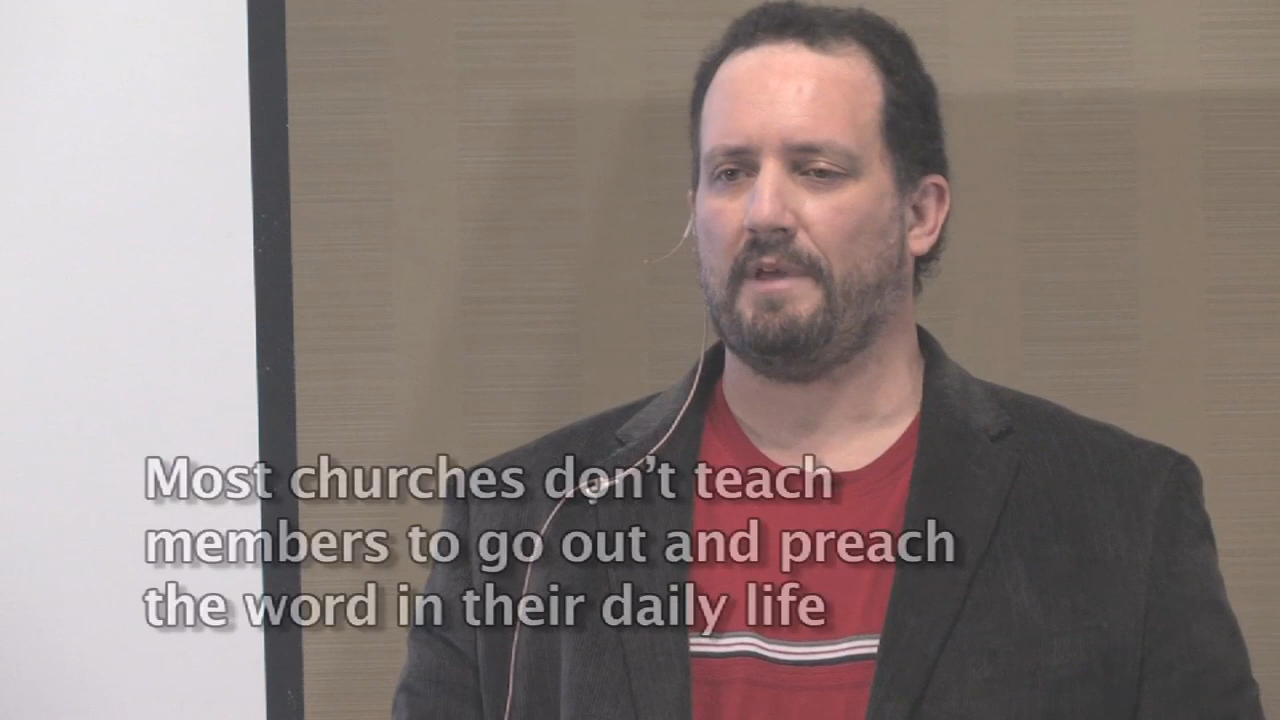 Most churches don’t teach
members to go out and preach
the word in their daily life